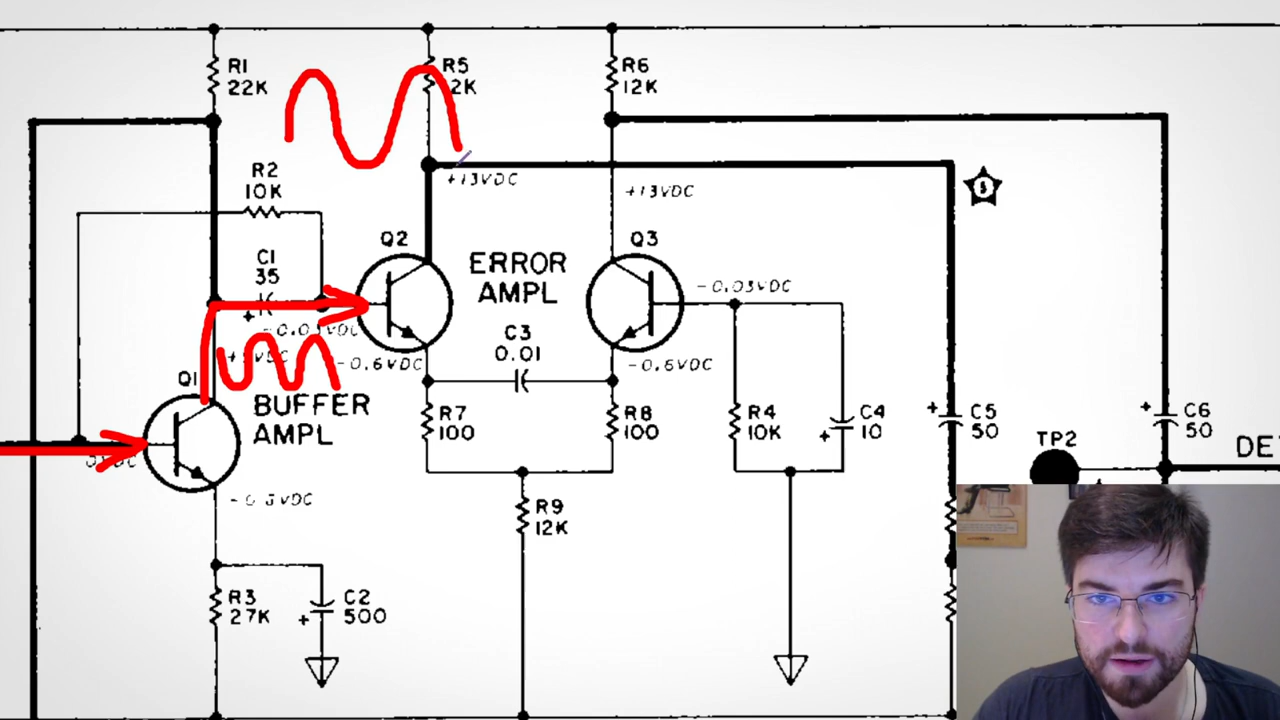 R1
22K
R5
2K
R6
12K
R2
10K
+13VDC
+13VDC
Q2
Q3
ERROR
AMPL
C1
35
+
-0.03VDC
-0.03VDC
C3
0.01
-0.6VDC
-0.6VDC
Q1
BUFFER
AMPL
R7
100
R8
100
R4
10K
C4
10
+
+
C5
50
+
C6
50
TP2
DE
R9
12K
R3
27K
+
C2
500